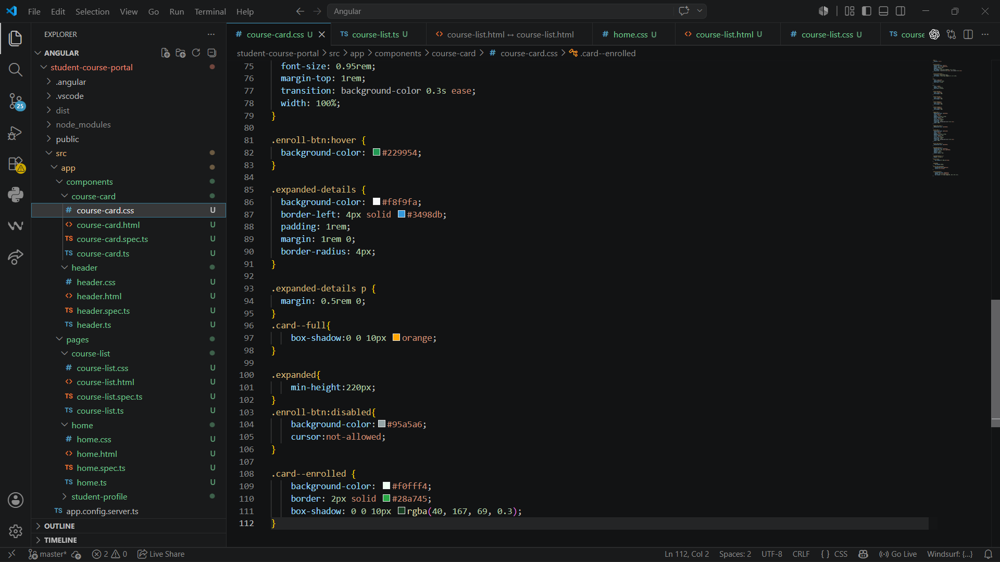 File Edit Selection View Go Run Terminal Help
Angular
EXPLORER
ANGULAR
student-course-portal
.angular
.vscode
dist
node_modules
public
src
app
components
course-card
# course-card.css U
<> course-card.html U
TS course-card.spec.ts U
TS course-card.ts U
header
# header.css U
<> header.html U
TS header.spec.ts U
TS header.ts U
pages
course-list
# course-list.css U
<> course-list.html U
TS course-list.spec.ts U
TS course-list.ts U
home
# home.css U
<> home.html U
TS home.spec.ts U
TS home.ts U
student-profile
TS app.config.server.ts
OUTLINE
TIMELINE
25
# course-card.css U
TS course-list.ts U
<> course-list.html ↔ course-list.html
# home.css U
<> course-list.html U
# course-list.css U
TS course
student-course-portal > src > app > components > course-card > # course-card.css > .card--enrolled
75 font-size: 0.95rem;
76 margin-top: 1rem;
77 transition: background-color 0.3s ease;
78 width: 100%;
79 }
80
81 .enroll-btn:hover {
82 background-color: #229954;
83 }
84
85 .expanded-details {
86 background-color: #f8f9fa;
87 border-left: 4px solid #3498db;
88 padding: 1rem;
89 margin: 1rem 0;
90 border-radius: 4px;
91 }
92
93 .expanded-details p {
94 margin: 0.5rem 0;
95 }
96 .card--full{
97 box-shadow:0 0 10px orange;
98 }
99
100 .expanded{
101 min-height:220px;
102 }
103 .enroll-btn:disabled{
104 background-color:#95a5a6;
105 cursor:not-allowed;
106 }
107
108 .card--enrolled {
109 background-color: #f0fff4;
110 border: 2px solid #28a745;
111 box-shadow: 0 0 10px rgba(40, 167, 69, 0.3);
112 }
master* 2 0 Live Share
Ln 112, Col 2 Spaces: 2 UTF-8 CRLF { } CSS Go Live Windsurf: {...}